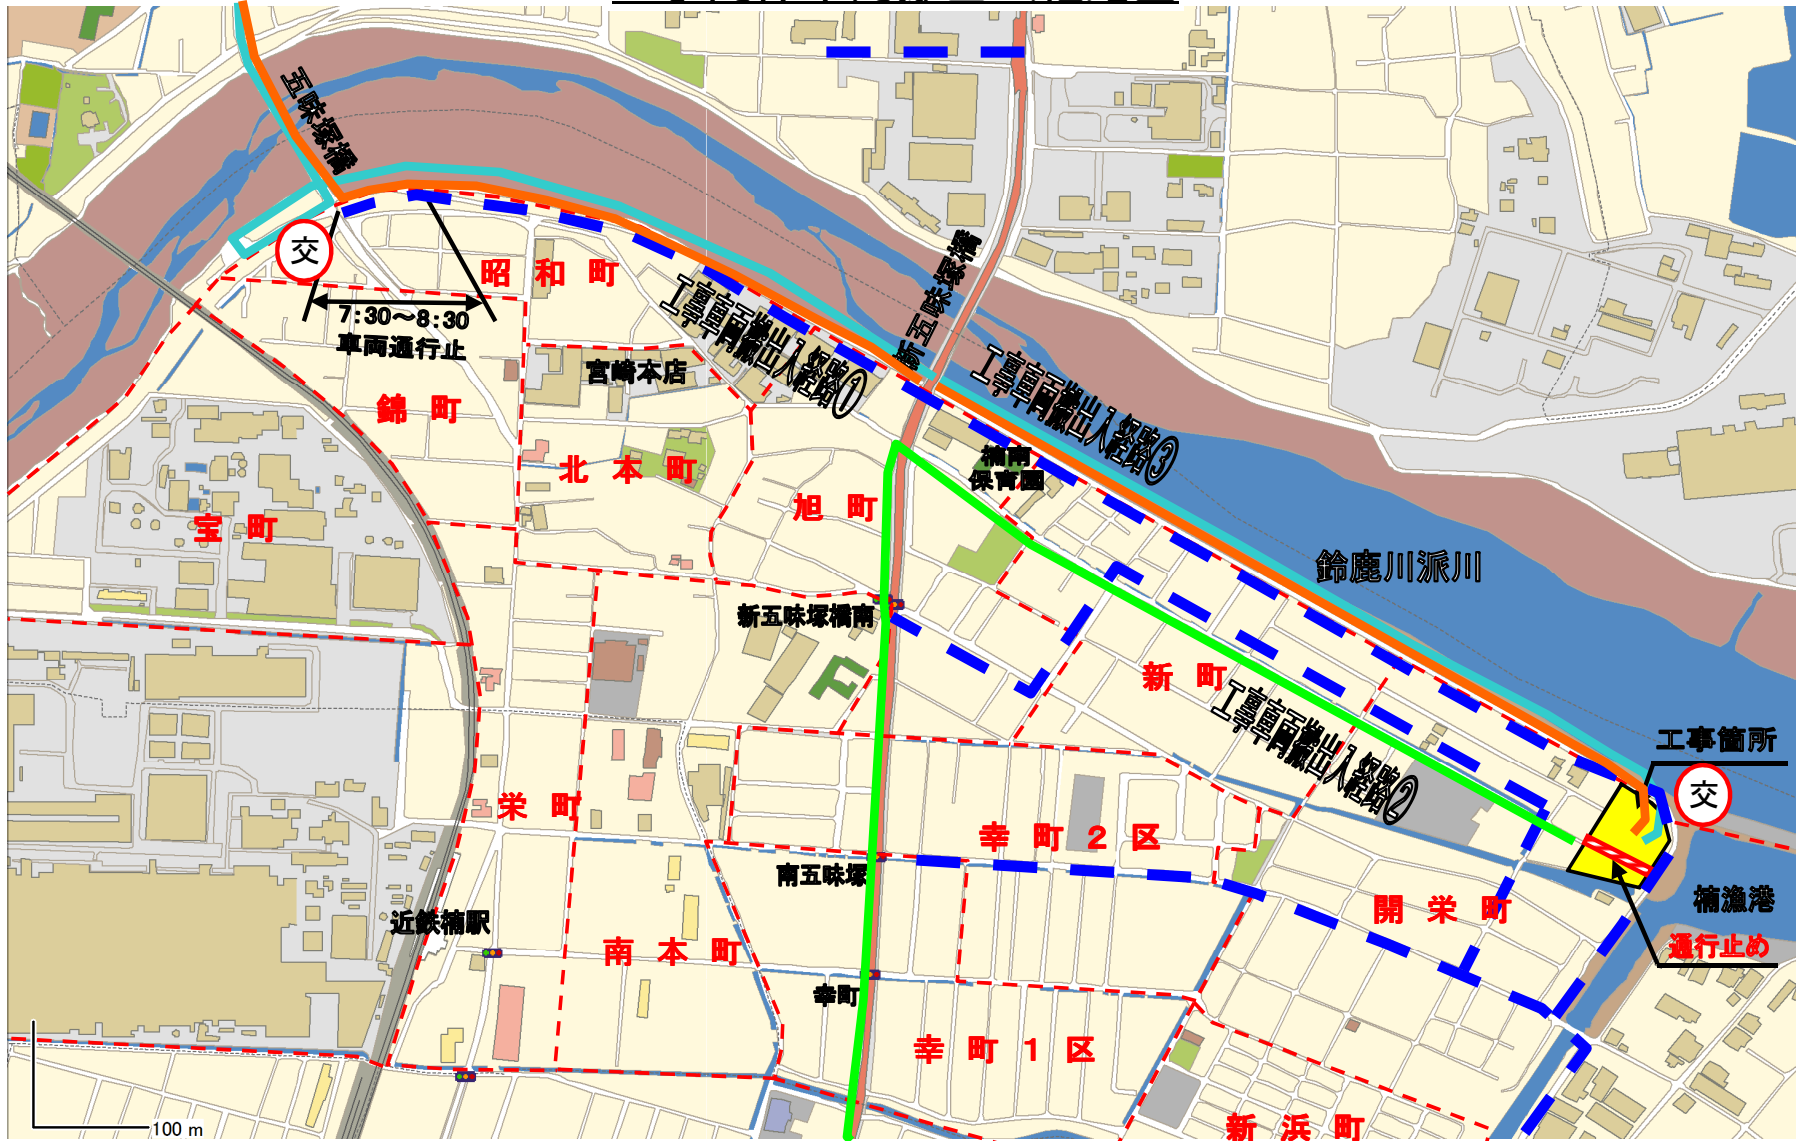 五味塚橋
交
昭和町
7:30～8:30
車両通行止
工事車両搬出入経路①
新五味塚橋
工事車両搬出入経路③
宮崎本店
錦町
北本町
楠南
保育園
旭町
宝町
鈴鹿川派川
新五味塚橋南
新町
工事車両搬出入経路②
工事箇所
交
栄町
幸町2区
南五味塚
開栄町
楠漁港
近鉄楠駅
南本町
通行止め
幸町
幸町1区
新浜町
100 m